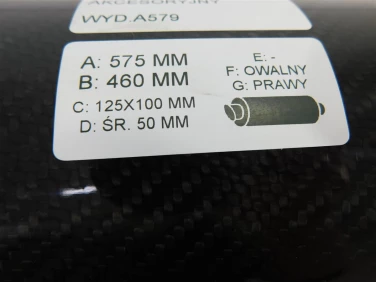 AKCESORYJNY
WYD.A579
A: 575 MM
B: 460 MM
C: 125X100 MM
D: ŚR. 50 MM
E: -
F: OWALNY
G: PRAWY